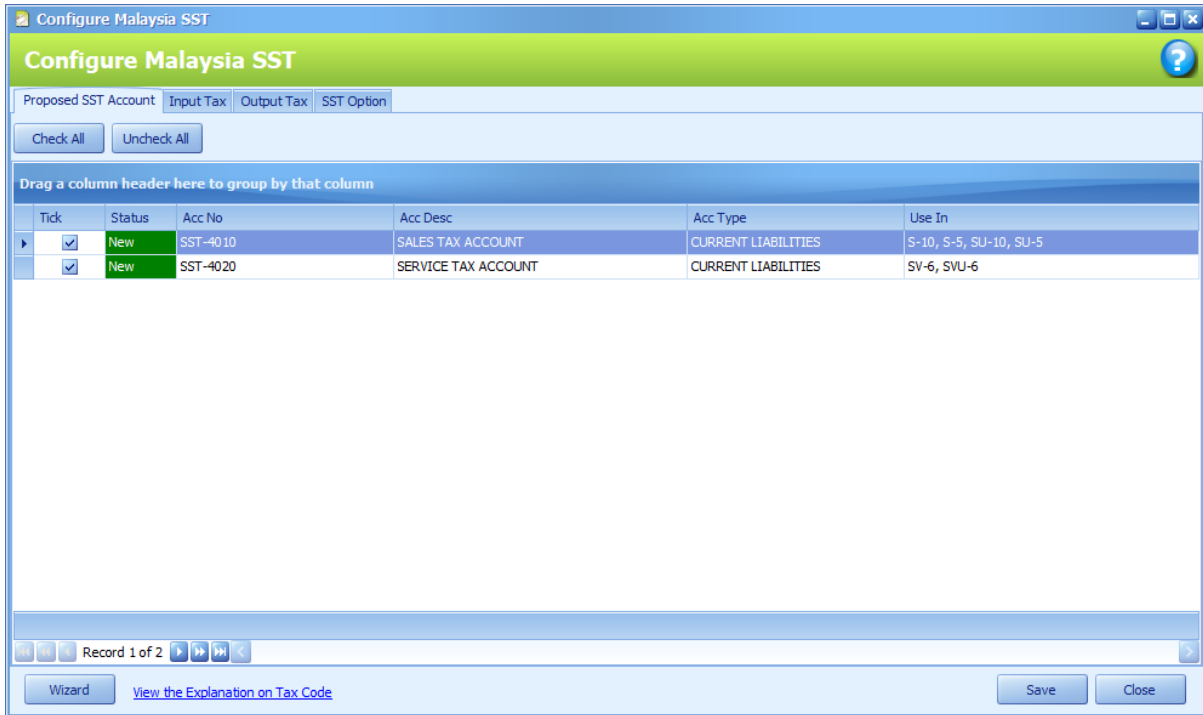 Configure Malaysia SST
Configure Malaysia SST
Proposed SST Account Input Tax Output Tax SST Option
Check All Uncheck All
Drag a column header here to group by that column
Tick Status Acc No Acc Desc Acc Type Use In
New SST-4010 SALES TAX ACCOUNT CURRENT LIABILITIES S-10, S-5, SU-10, SU-5
New SST-4020 SERVICE TAX ACCOUNT CURRENT LIABILITIES SV-6, SVU-6
Record 1 of 2
Wizard View the Explanation on Tax Code Save Close